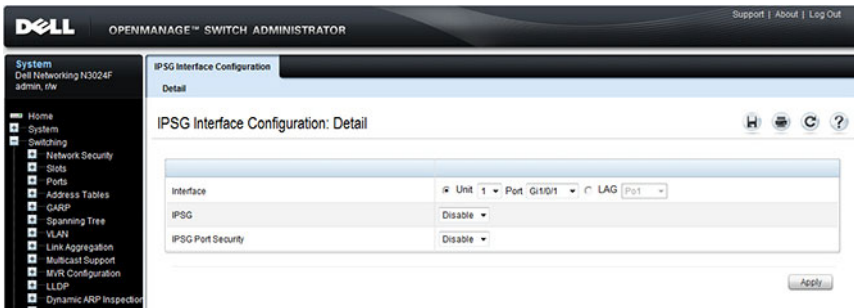 Support | About | Log Out
DELL OPENMANAGE™ SWITCH ADMINISTRATOR
System
Dell Networking N3024F
admin, r/w
Home
System
Switching
Network Security
Slots
Ports
Address Tables
GARP
Spanning Tree
VLAN
Link Aggregation
Multicast Support
MVR Configuration
LLDP
Dynamic ARP Inspection
IPSG Interface Configuration
Detail
IPSG Interface Configuration: Detail
Interface Unit 1 Port Gi1/0/1 LAG Po1
IPSG Disable
IPSG Port Security Disable
Apply